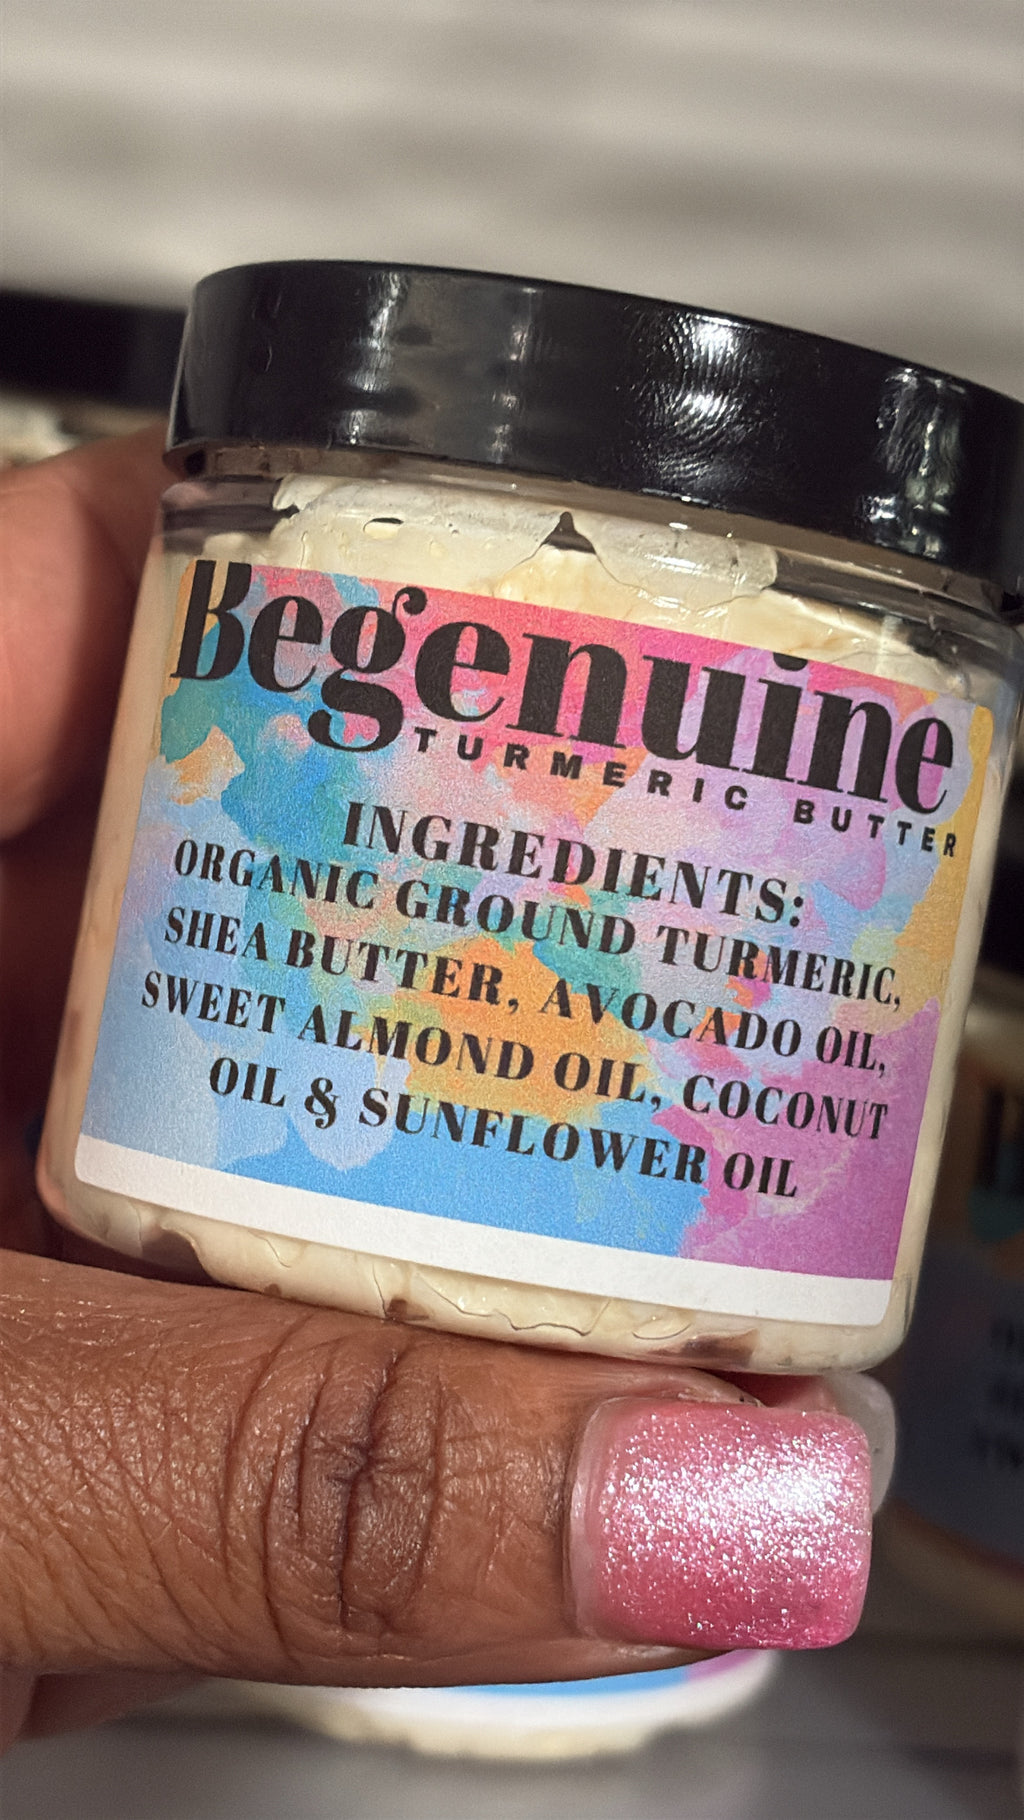 Begenuine
TURMERIC BUTTER
INGREDIENTS:
ORGANIC GROUND TURMERIC,
SHEA BUTTER, AVOCADO OIL,
SWEET ALMOND OIL, COCONUT
OIL & SUNFLOWER OIL